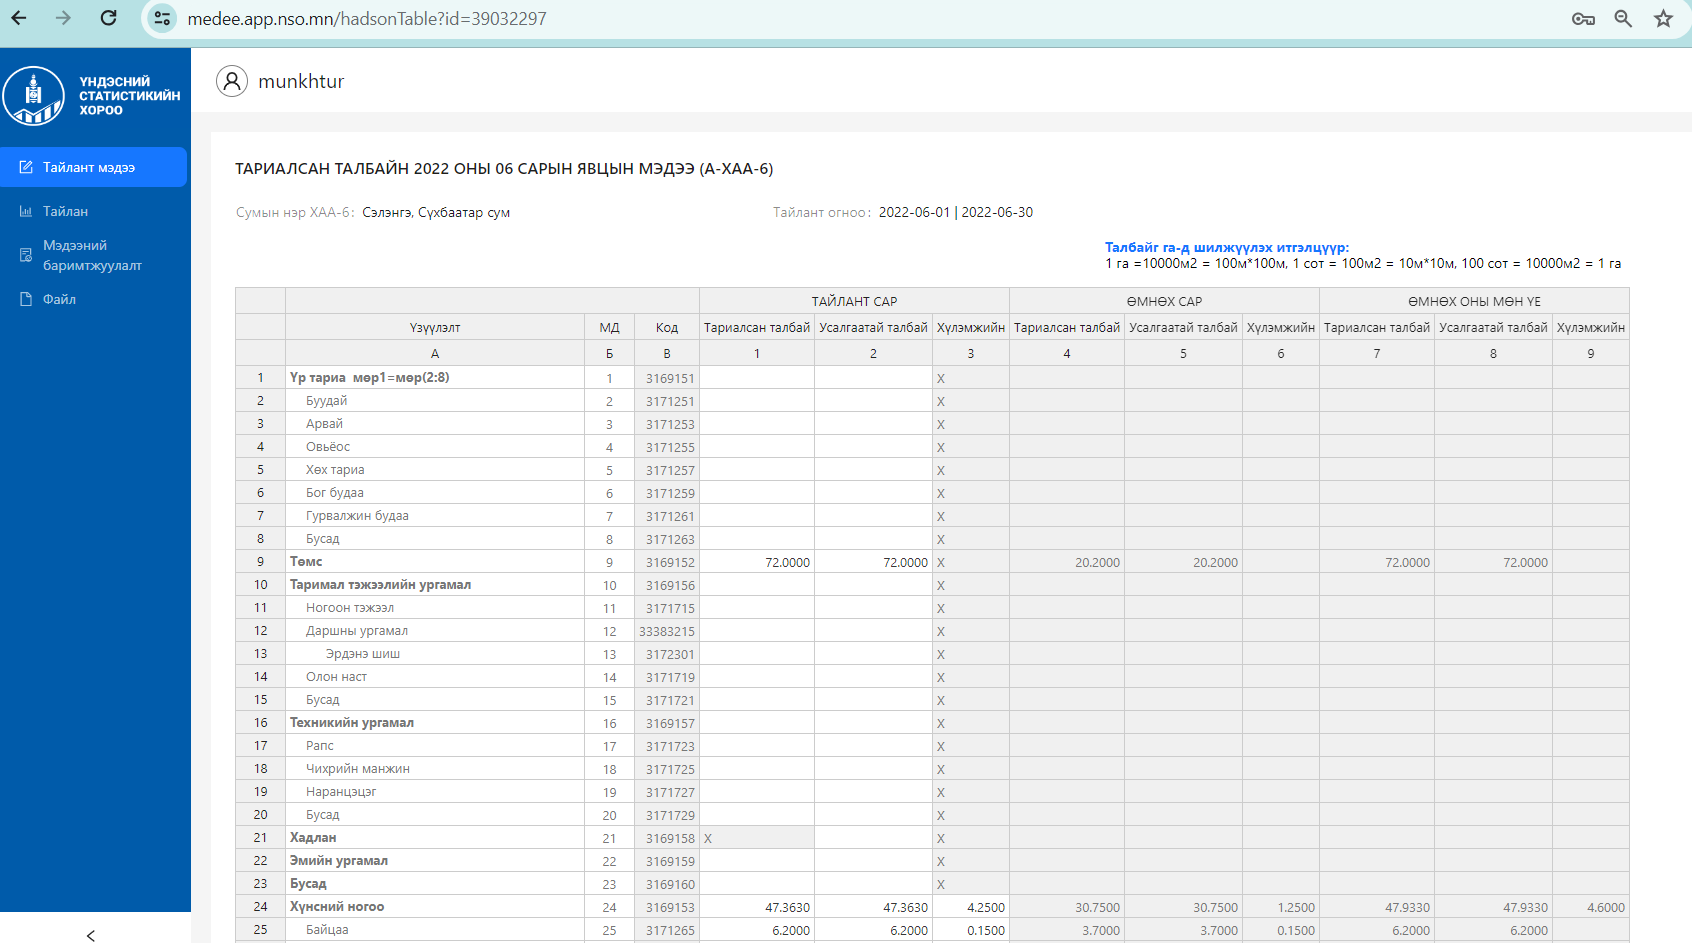 medee.app.nso.mn/hadsonTable?id=39032297
ҮНДЭСНИЙ
СТАТИСТИКИЙН
ХОРОО
munkhtur
Тайлант мэдээ
Тайлан
Мэдээний
баримтжуулалт
Файл
ТАРИАЛСАН ТАЛБАЙН 2022 ОНЫ 06 САРЫН ЯВЦЫН МЭДЭЭ (А-ХАА-6)
Сумын нэр ХАА-6: Сэлэнгэ, Сүхбаатар сум Тайлант огноо: 2022-06-01 | 2022-06-30
Талбайг га-д шилжүүлэх итгэлцүүр:
1 га =10000м2 = 100м*100м, 1 сот = 100м2 = 10м*10м, 100 сот = 10000м2 = 1 га
ТАЙЛАНТ САР ӨМНӨХ САР ӨМНӨХ ОНЫ МӨН ҮЕ
Үзүүлэлт МД Код Тариалсан талбай Усалгаатай талбай Хүлэмжийн Тариалсан талбай Усалгаатай талбай Хүлэмжийн Тариалсан талбай Усалгаатай талбай Хүлэмжийн
А Б В 1 2 3 4 5 6 7 8 9
1 Үр тариа мөр1=мөр(2:8) 1 3169151 X
2 Буудай 2 3171251 X
3 Арвай 3 3171253 X
4 Овьёос 4 3171255 X
5 Хөх тариа 5 3171257 X
6 Бог будаа 6 3171259 X
7 Гурвалжин будаа 7 3171261 X
8 Бусад 8 3171263 X
9 Төмс 9 3169152 72.0000 72.0000 X 20.2000 20.2000 72.0000 72.0000
10 Таримал тэжээлийн ургамал 10 3169156 X
11 Ногоон тэжээл 11 3171715 X
12 Даршны ургамал 12 33383215 X
13 Эрдэнэ шиш 13 3172301 X
14 Олон наст 14 3171719 X
15 Бусад 15 3171721 X
16 Техникийн ургамал 16 3169157 X
17 Рапс 17 3171723 X
18 Чихрийн манжин 18 3171725 X
19 Наранцэцэг 19 3171727 X
20 Бусад 20 3171729 X
21 Хадлан 21 3169158 X X
22 Эмийн ургамал 22 3169159 X
23 Бусад 23 3169160 X
24 Хүнсний ногоо 24 3169153 47.3630 47.3630 4.2500 30.7500 30.7500 1.2500 47.9330 47.9330 4.6000
25 Байцаа 25 3171265 6.2000 6.2000 0.1500 3.7000 3.7000 0.1500 6.2000 6.2000